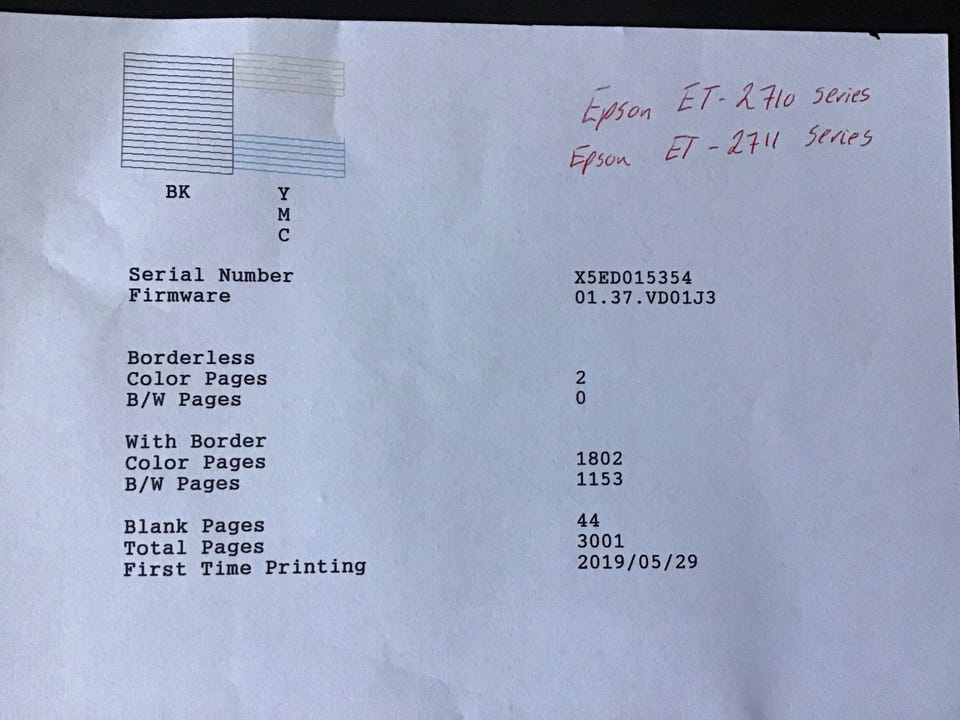 Epson ET-2710 series
Epson ET-2711 series
BK
Y
M
C
Serial Number X5ED015354
Firmware 01.37.VD01J3
Borderless
Color Pages 2
B/W Pages 0
With Border
Color Pages 1802
B/W Pages 1153
Blank Pages 44
Total Pages 3001
First Time Printing 2019/05/29